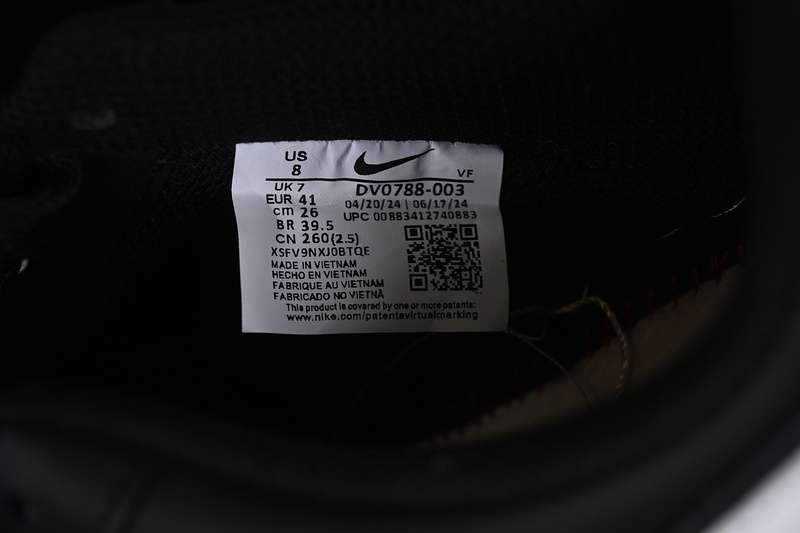 US
8
VF
UK 7
DV0788-003
EUR 41
04/20/24 | 06/17/24
cm 26
UPC 00883412740883
BR 39.5
CN 260(2.5)
XSFV9NXJ0BTQE
MADE IN VIETNAM
HECHO EN VIETNAM
FABRIQUE AU VIETNAM
FABRICADO NO VIETNÃ
This product is covered by one or more patents:
www.nike.com/patentsvirtualmarking